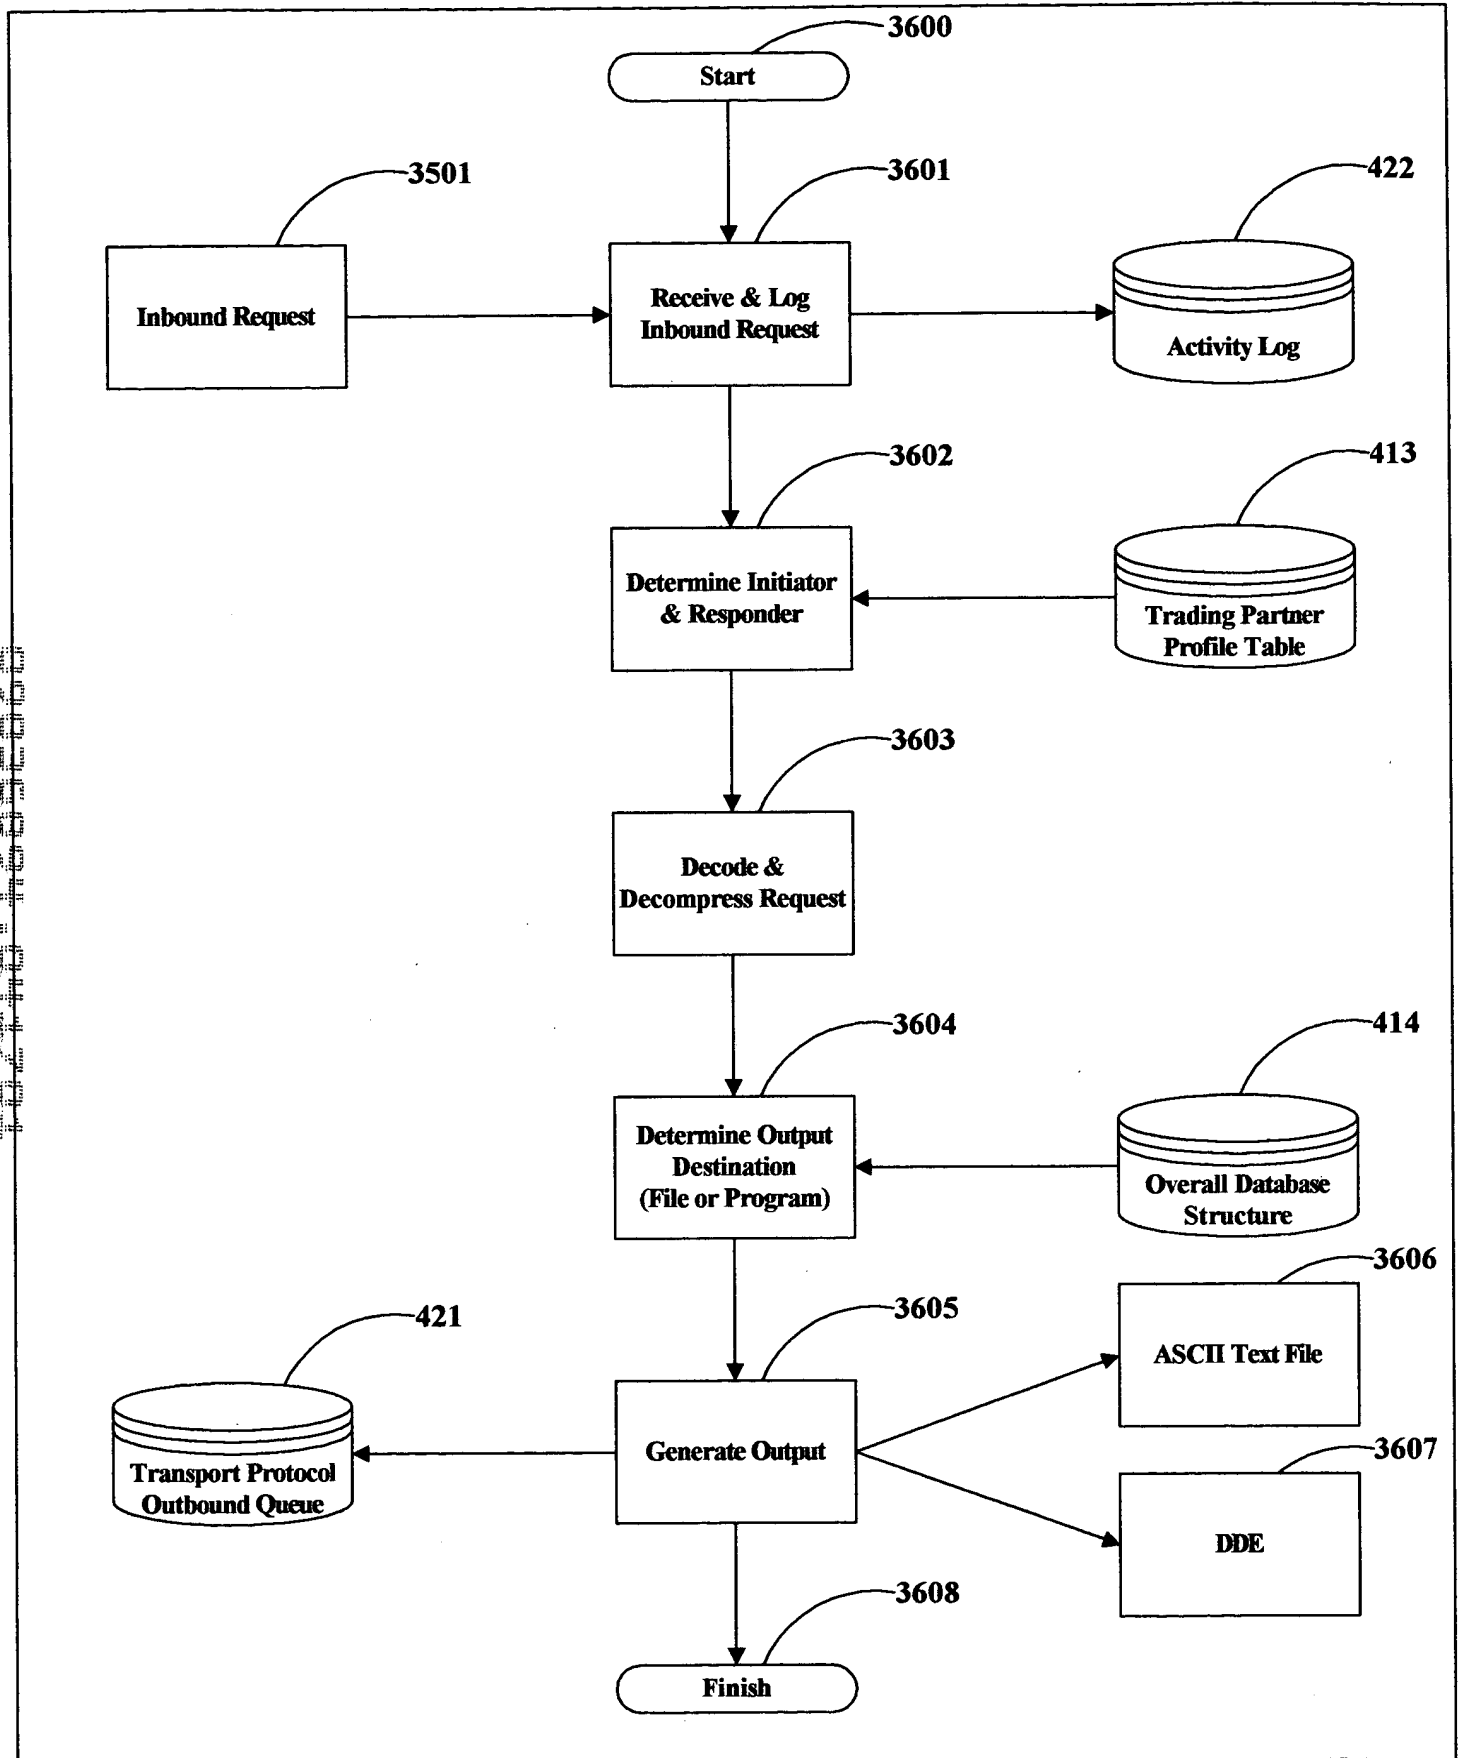 3600
Start
3501
3601
422
Inbound Request
Receive & Log
Inbound Request
Activity Log
3602
413
Determine Initiator
& Responder
Trading Partner
Profile Table
3603
Decode &
Decompress Request
3604
414
Determine Output
Destination
(File or Program)
Overall Database
Structure
3606
421
3605
ASCII Text File
Transport Protocol
Outbound Queue
Generate Output
3607
DDE
3608
Finish